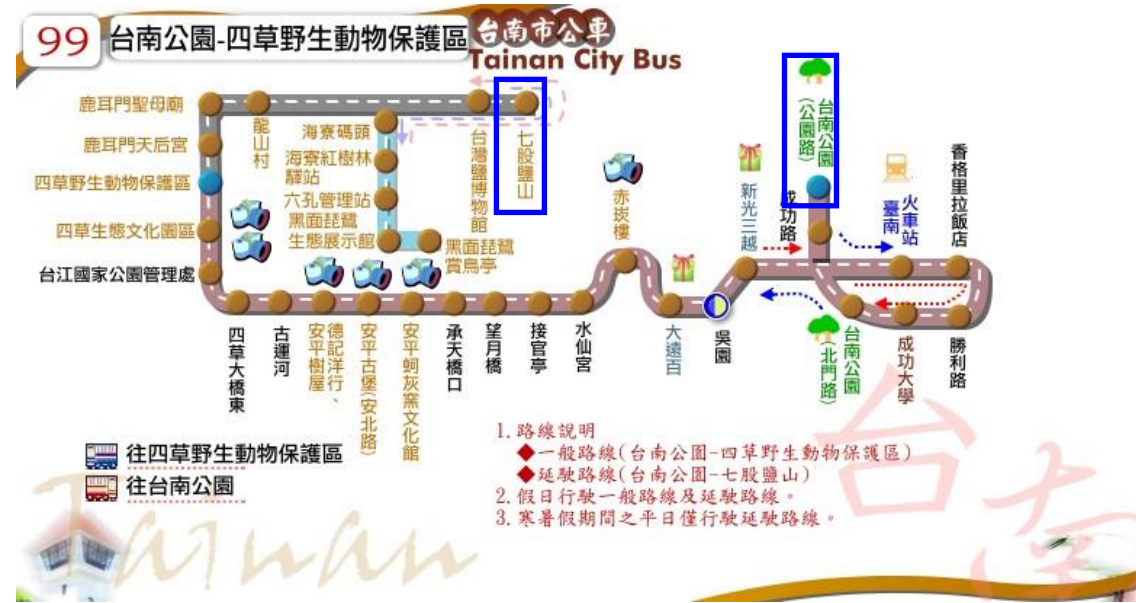 99
台南公園-四草野生動物保護區
台南市公車
Tainan City Bus
鹿耳門聖母廟
鹿耳門天后宮
四草野生動物保護區
四草生態文化園區
台江國家公園管理處
龍山村
海寮碼頭
海寮紅樹林
驛站
六孔管理站
黑面琵鷺
生態展示館
黑面琵鷺
賞鳥亭
台灣鹽博物館
七股鹽山
赤崁樓
新光三越
成功路
台南公園
(公園路)
臺南
火車站
香格里拉飯店
四草大橋東
古運河
德記洋行、
安平樹屋
安平古堡(安北路)
安平蚵灰窯文化館
承天橋口
望月橋
接官亭
水仙宮
大遠百
吳園
台南公園
(北門路)
成功大學
勝利路
往四草野生動物保護區
往台南公園
1. 路線說明
◆一般路線(台南公園-四草野生動物保護區)
◆延駛路線(台南公園-七股鹽山)
2. 假日行駛一般路線及延駛路線。
3. 寒暑假期間之平日僅行駛延駛路線。
Tainan
台南